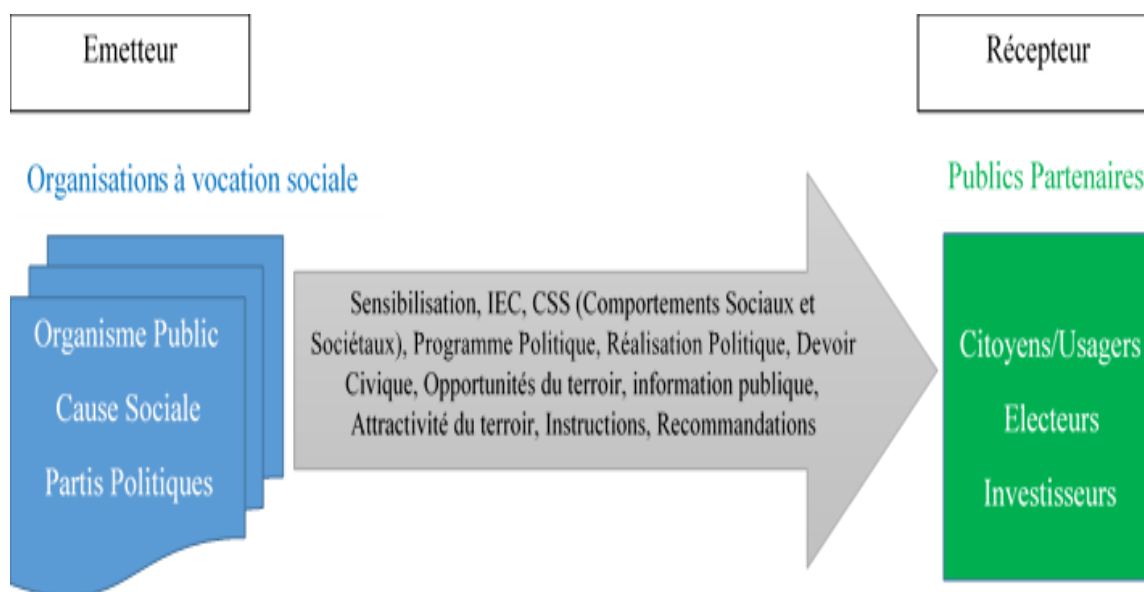 Emetteur
Récepteur
Organisations à vocation sociale
Publics Partenaires
Organisme Public
Cause Sociale
Partis Politiques
Sensibilisation, IEC, CSS (Comportements Sociaux et
Sociétaux), Programme Politique, Réalisation Politique, Devoir
Civique, Opportunités du terroir, information publique,
Attractivité du terroir, Instructions, Recommandations
Citoyens/Usagers
Electeurs
Investisseurs